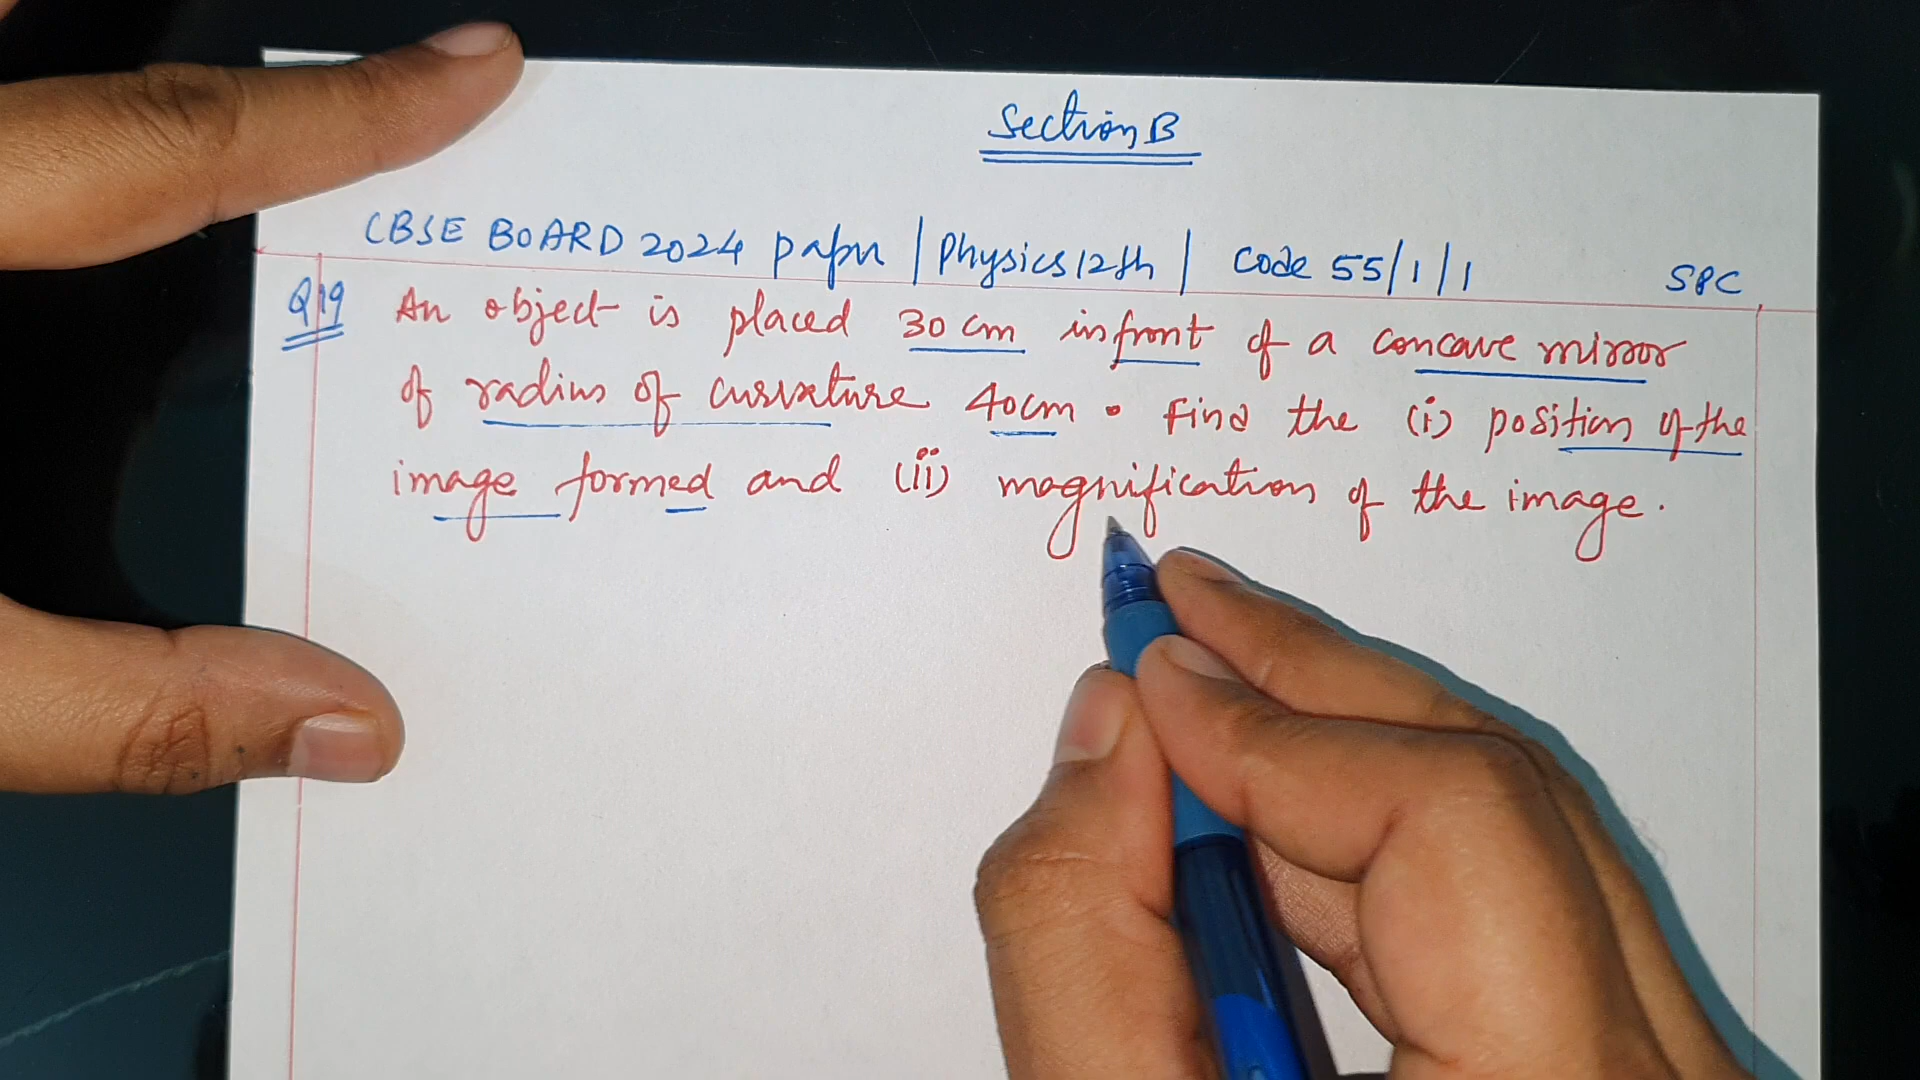 Section B
CBSE BOARD 2024 paper | Physics 12th | Code 55/1/1 SPC
Q19 An object is placed 30 cm infront of a concave mirror
of radius of curvature 40cm. Find the (i) position of the
image formed and (ii) magnification of the image.